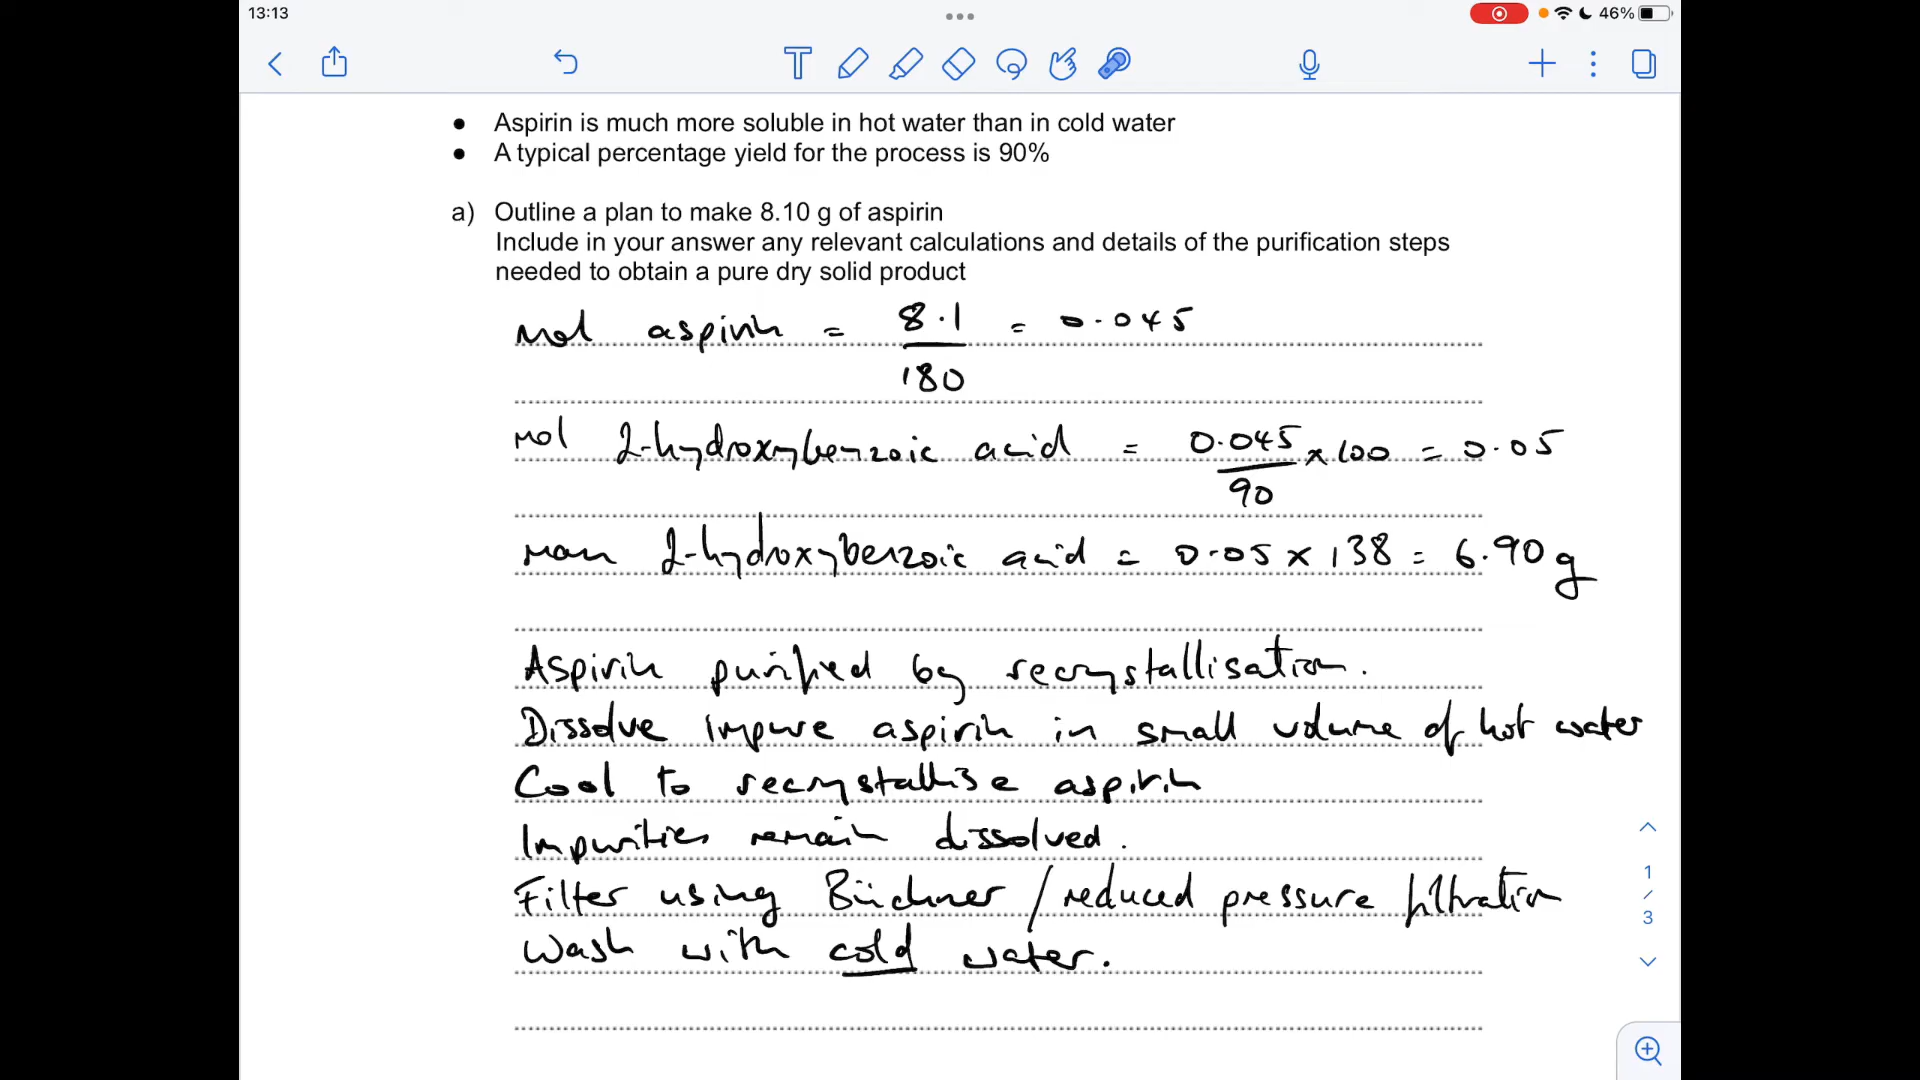 13:13
46%
• Aspirin is much more soluble in hot water than in cold water
• A typical percentage yield for the process is 90%
a) Outline a plan to make 8.10 g of aspirin
Include in your answer any relevant calculations and details of the purification steps
needed to obtain a pure dry solid product
mol aspirin = 8.1 / 180 = 0.045
mol 2-hydroxybenzoic acid = 0.045 / 90 × 100 = 0.05
mass 2-hydroxybenzoic acid = 0.05 × 138 = 6.90 g
Aspirin purified by recrystallisation.
Dissolve impure aspirin in small volume of hot water
Cool to recrystallise aspirin
Impurities remain dissolved.
Filter using Büchner / reduced pressure filtration
Wash with cold water.
1
/
3